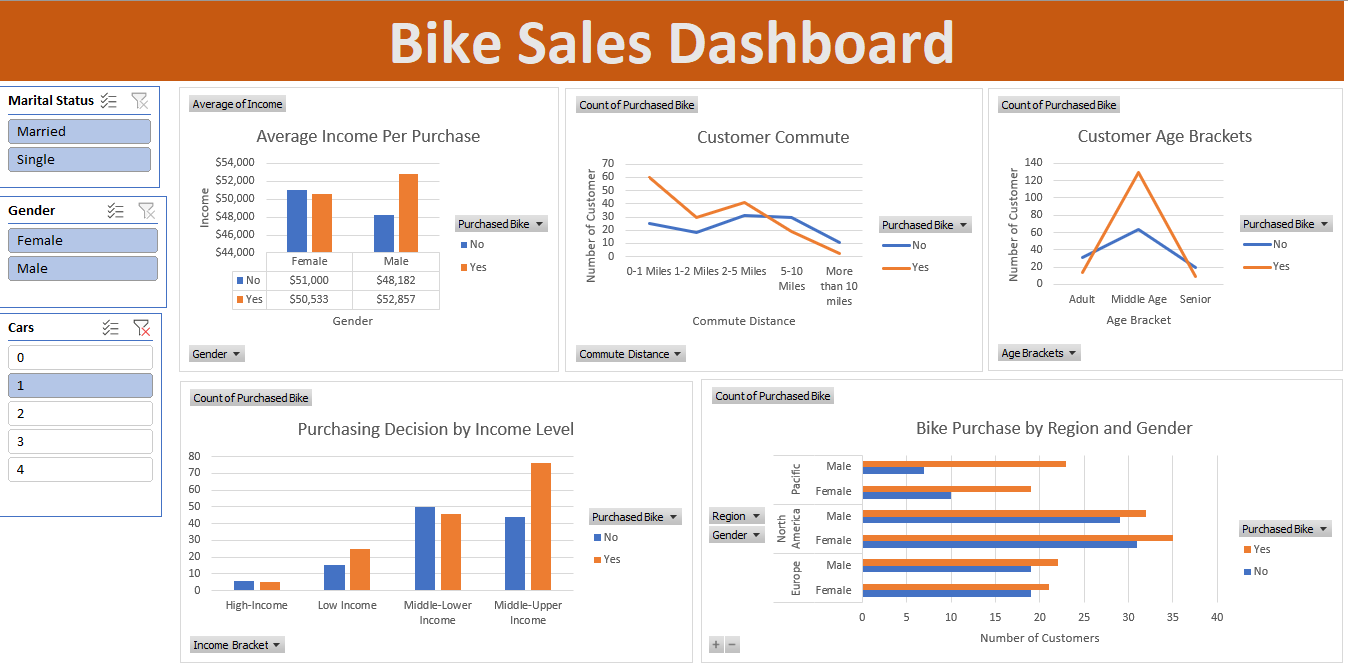 Bike Sales Dashboard
Marital Status
Married
Single
Gender
Female
Male
Cars
0
1
2
3
4
Average of Income
Average Income Per Purchase
Income
$54,000
$52,000
$50,000
$48,000
$46,000
$44,000
Female Male
No $51,000 $48,182
Yes $50,533 $52,857
Gender
Purchased Bike
No
Yes
Gender
Count of Purchased Bike
Customer Commute
Number of Customer
70
60
50
40
30
20
10
0
0-1 Miles 1-2 Miles 2-5 Miles 5-10 Miles More than 10 miles
Commute Distance
Purchased Bike
No
Yes
Commute Distance
Count of Purchased Bike
Customer Age Brackets
Number of Customer
140
120
100
80
60
40
20
0
Adult Middle Age Senior
Age Bracket
Purchased Bike
No
Yes
Age Brackets
Count of Purchased Bike
Purchasing Decision by Income Level
80
70
60
50
40
30
20
10
0
High-Income Low Income Middle-Lower Income Middle-Upper Income
Purchased Bike
No
Yes
Income Bracket
Count of Purchased Bike
Bike Purchase by Region and Gender
Region
Gender
Pacific
Male
Female
North America
Male
Female
Europe
Male
Female
0 5 10 15 20 25 30 35 40
Number of Customers
Purchased Bike
Yes
No